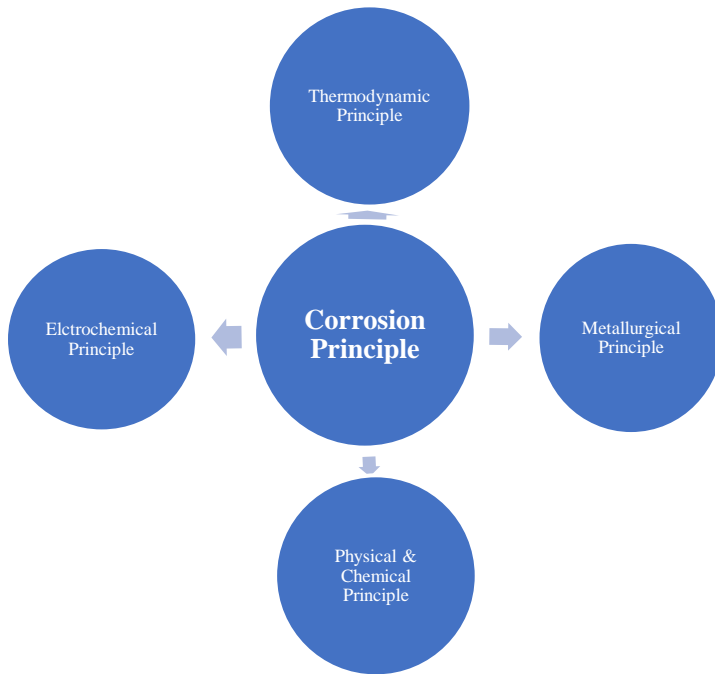 Thermodynamic
Principle
Elctrochemical
Principle
Corrosion
Principle
Metallurgical
Principle
Physical &
Chemical
Principle